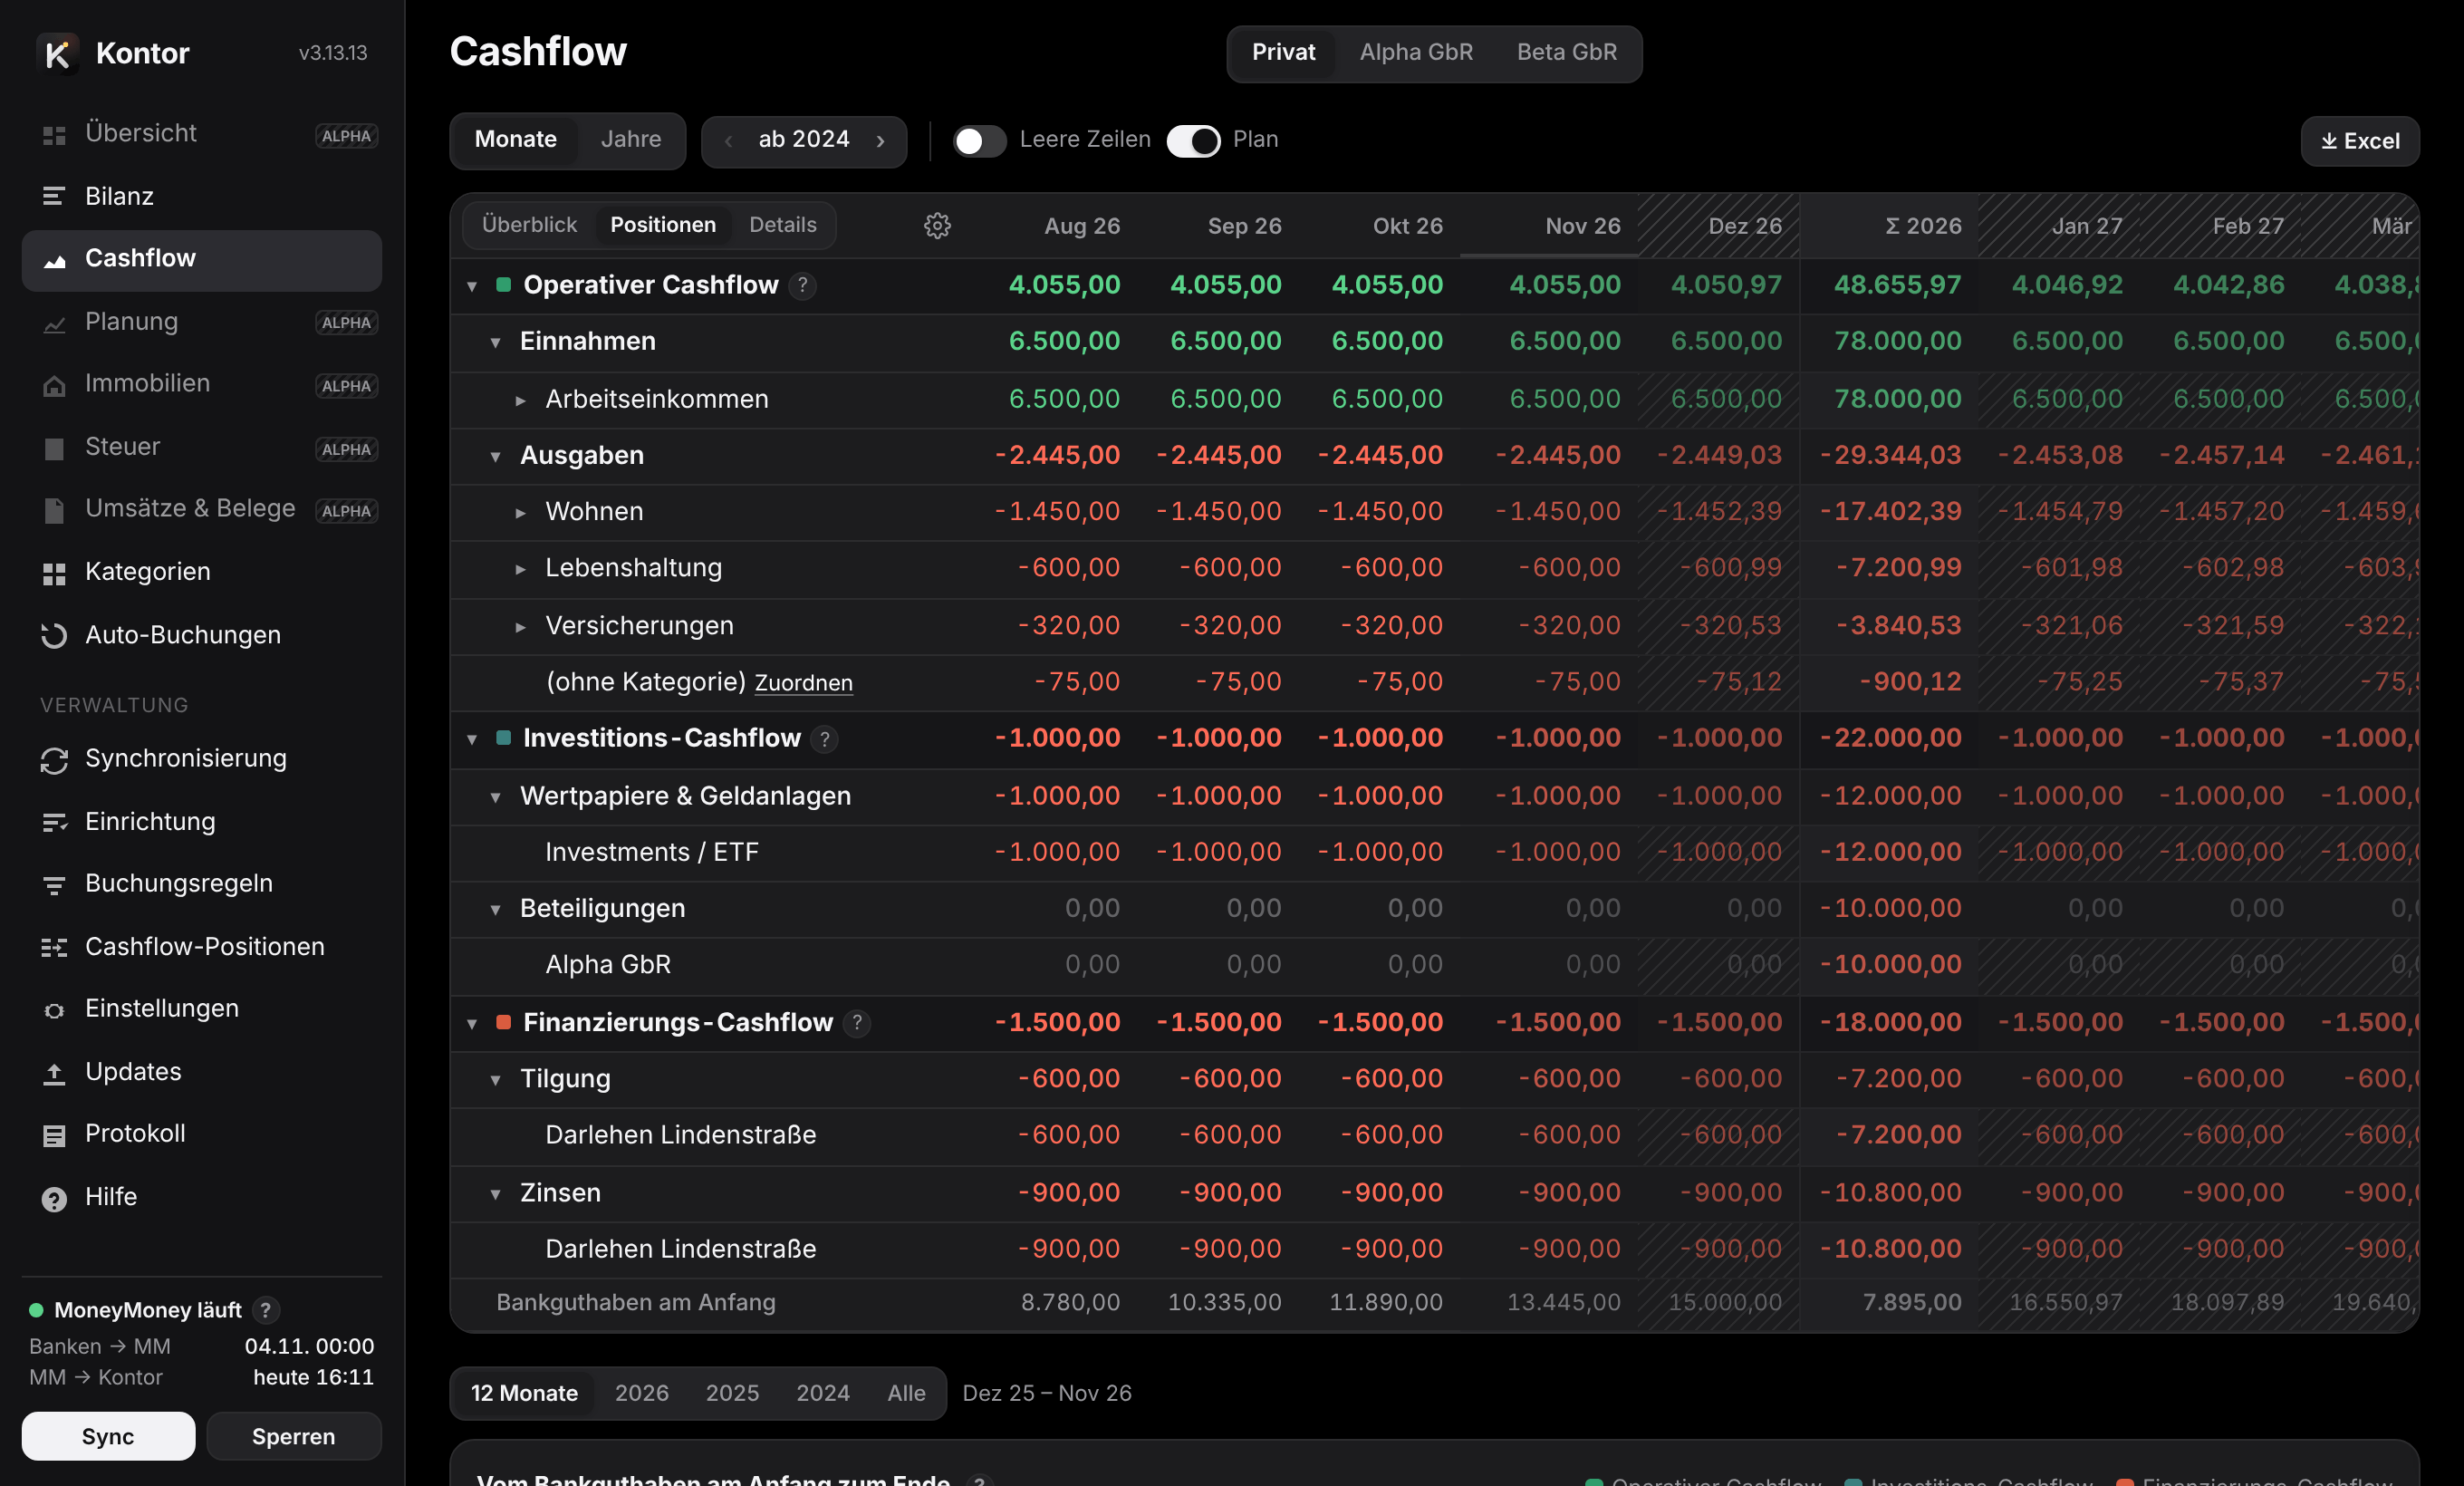 Kontor v3.13.13
Übersicht ALPHA
Bilanz
Cashflow
Planung ALPHA
Immobilien ALPHA
Steuer ALPHA
Umsätze & Belege ALPHA
Kategorien
Auto-Buchungen
VERWALTUNG
Synchronisierung
Einrichtung
Buchungsregeln
Cashflow-Positionen
Einstellungen
Updates
Protokoll
Hilfe
MoneyMoney läuft ?
Banken → MM 04.11. 00:00
MM → Kontor heute 16:11
Sync Sperren
Cashflow
Privat Alpha GbR Beta GbR
Monate Jahre ‹ ab 2024 › Leere Zeilen Plan Excel
Überblick Positionen Details Aug 26 Sep 26 Okt 26 Nov 26 Dez 26 Σ 2026 Jan 27 Feb 27 Mär
Operativer Cashflow ? 4.055,00 4.055,00 4.055,00 4.055,00 4.050,97 48.655,97 4.046,92 4.042,86
Einnahmen 6.500,00 6.500,00 6.500,00 6.500,00 6.500,00 78.000,00 6.500,00 6.500,00
Arbeitseinkommen 6.500,00 6.500,00 6.500,00 6.500,00 6.500,00 78.000,00 6.500,00 6.500,00
Ausgaben -2.445,00 -2.445,00 -2.445,00 -2.445,00 -2.449,03 -29.344,03 -2.453,08 -2.457,14
Wohnen -1.450,00 -1.450,00 -1.450,00 -1.450,00 -1.452,39 -17.402,39 -1.454,79 -1.457,20
Lebenshaltung -600,00 -600,00 -600,00 -600,00 -600,99 -7.200,99 -601,98 -602,98
Versicherungen -320,00 -320,00 -320,00 -320,00 -320,53 -3.840,53 -321,06 -321,59
(ohne Kategorie) Zuordnen -75,00 -75,00 -75,00 -75,00 -75,12 -900,12 -75,25 -75,37
Investitions-Cashflow ? -1.000,00 -1.000,00 -1.000,00 -1.000,00 -1.000,00 -22.000,00 -1.000,00 -1.000,00
Wertpapiere & Geldanlagen -1.000,00 -1.000,00 -1.000,00 -1.000,00 -1.000,00 -12.000,00 -1.000,00 -1.000,00
Investments / ETF -1.000,00 -1.000,00 -1.000,00 -1.000,00 -1.000,00 -12.000,00 -1.000,00 -1.000,00
Beteiligungen 0,00 0,00 0,00 0,00 0,00 -10.000,00 0,00 0,00
Alpha GbR 0,00 0,00 0,00 0,00 0,00 -10.000,00 0,00 0,00
Finanzierungs-Cashflow ? -1.500,00 -1.500,00 -1.500,00 -1.500,00 -1.500,00 -18.000,00 -1.500,00 -1.500,00
Tilgung -600,00 -600,00 -600,00 -600,00 -600,00 -7.200,00 -600,00 -600,00
Darlehen Lindenstraße -600,00 -600,00 -600,00 -600,00 -600,00 -7.200,00 -600,00 -600,00
Zinsen -900,00 -900,00 -900,00 -900,00 -900,00 -10.800,00 -900,00 -900,00
Darlehen Lindenstraße -900,00 -900,00 -900,00 -900,00 -900,00 -10.800,00 -900,00 -900,00
Bankguthaben am Anfang 8.780,00 10.335,00 11.890,00 13.445,00 15.000,00 7.895,00 16.550,97 18.097,89
12 Monate 2026 2025 2024 Alle Dez 25 – Nov 26
Vom Bankguthaben am Anfang zum Ende ? Operativer Cashflow Investitions-Cashflow Finanzierungs-Cashflow